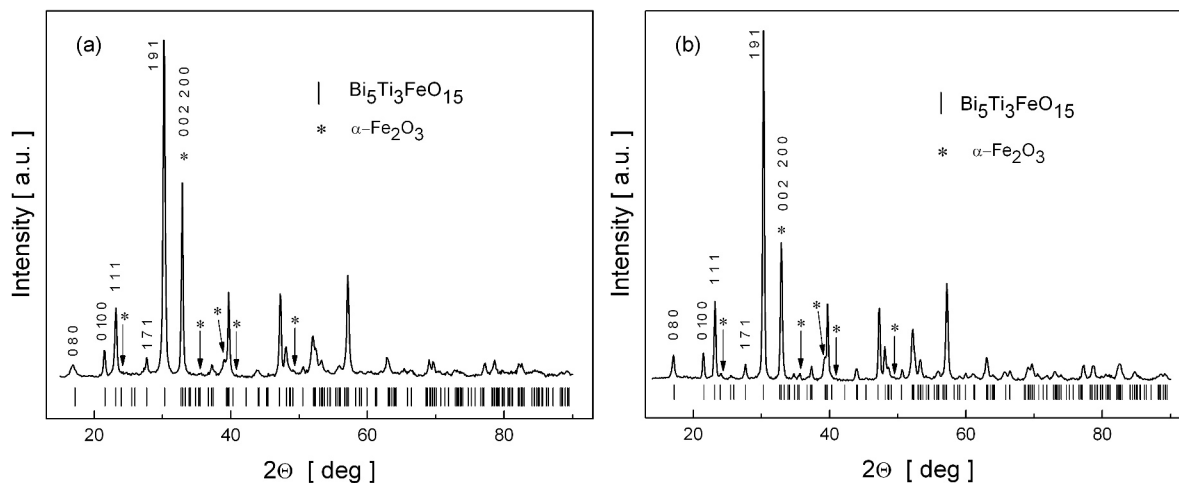 (a)
Intensity [ a.u. ]
0 8 0
0 10 0
1 1 1
*
1 7 1
1 9 1
* 0 0 2 2 0 0
*
*
*
*
| Bi5Ti3FeO15
* α–Fe2O3
20 40 60 80
2Θ [ deg ]
(b)
Intensity [ a.u. ]
0 8 0
0 10 0
1 1 1
*
1 7 1
1 9 1
* 0 0 2 2 0 0
*
*
*
*
| Bi5Ti3FeO15
* α–Fe2O3
20 40 60 80
2Θ [ deg ]